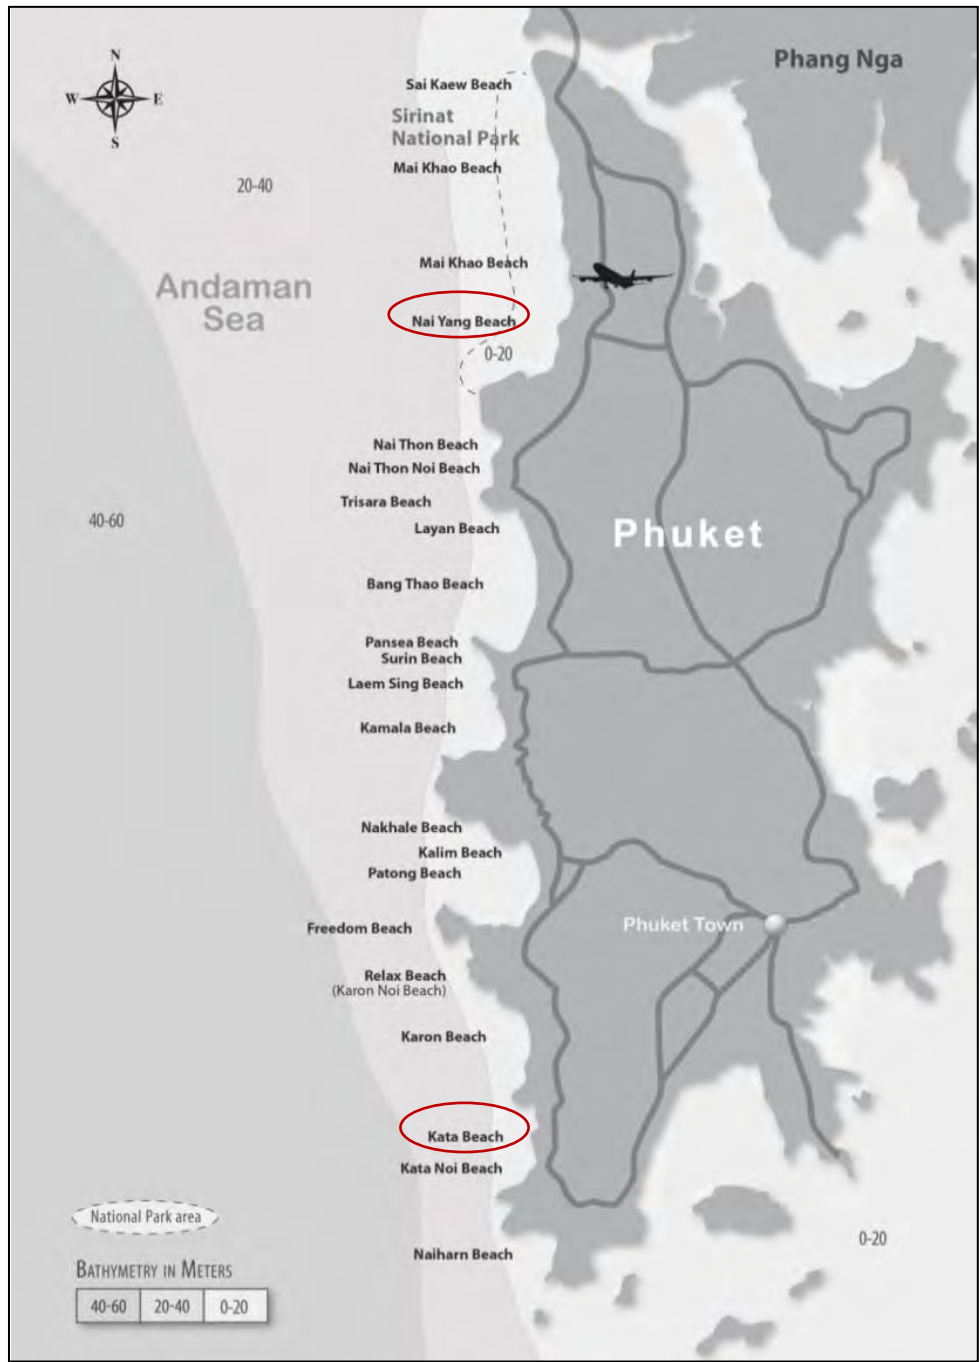 Phang Nga
N
W
E
S
Sai Kaew Beach
Sirinat
National Park
Mai Khao Beach
20-40
Mai Khao Beach
Andaman
Sea
Nai Yang Beach
0-20
Nai Thon Beach
Nai Thon Noi Beach
Trisara Beach
40-60
Layan Beach
Phuket
Bang Thao Beach
Pansea Beach
Surin Beach
Laem Sing Beach
Kamala Beach
Nakhale Beach
Kalim Beach
Patong Beach
Phuket Town
Freedom Beach
Relax Beach
(Karon Noi Beach)
Karon Beach
Kata Beach
Kata Noi Beach
National Park area
0-20
Naiharn Beach
BATHYMETRY IN METERS
40-60 20-40 0-20